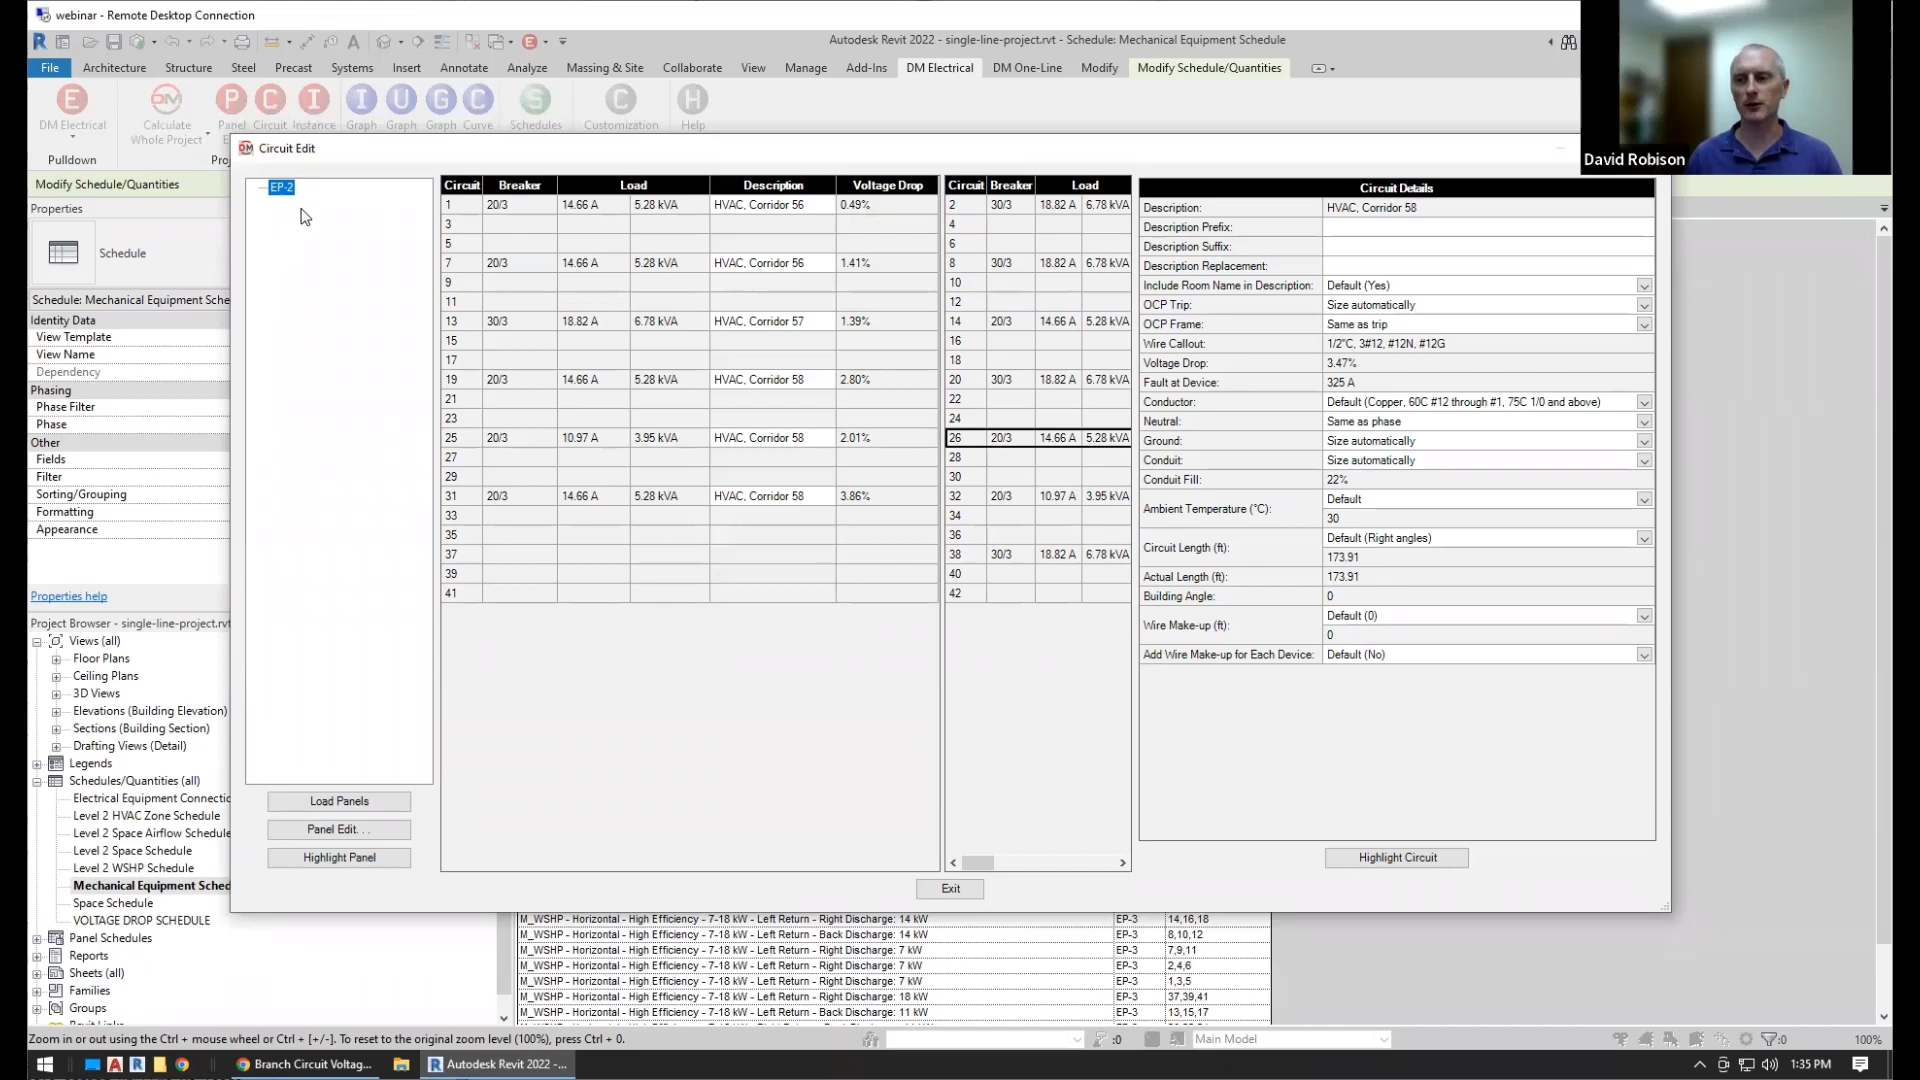 webinar - Remote Desktop Connection
Autodesk Revit 2022 - single-line-project.rvt - Schedule: Mechanical Equipment Schedule
File Architecture Structure Steel Precast Systems Insert Annotate Analyze Massing & Site Collaborate View Manage Add-Ins DM Electrical DM One-Line Modify Modify Schedule/Quantities
DM Electrical Calculate Whole Project Panel Circuit Instance Graph Graph Graph Curve Schedules Customization Help
Pulldown
David Robison
Circuit Edit
Modify Schedule/Quantities
Properties
Schedule
Schedule: Mechanical Equipment Sche
Identity Data
View Template
View Name
Dependency
Phasing
Phase Filter
Phase
Other
Fields
Filter
Sorting/Grouping
Formatting
Appearance
Properties help
Project Browser - single-line-project.rvt
Views (all)
Floor Plans
Ceiling Plans
3D Views
Elevations (Building Elevation)
Sections (Building Section)
Drafting Views (Detail)
Legends
Schedules/Quantities (all)
Electrical Equipment Connectic
Level 2 HVAC Zone Schedule
Level 2 Space Airflow Schedule
Level 2 Space Schedule
Level 2 WSHP Schedule
Mechanical Equipment Sched
Space Schedule
VOLTAGE DROP SCHEDULE
Panel Schedules
Reports
Sheets (all)
Families
Groups
EP-2
Load Panels
Panel Edit. . .
Highlight Panel
Circuit Breaker Load Description Voltage Drop
1 20/3 14.66 A 5.28 kVA HVAC, Corridor 56 0.49%
3
5
7 20/3 14.66 A 5.28 kVA HVAC, Corridor 56 1.41%
9
11
13 30/3 18.82 A 6.78 kVA HVAC, Corridor 57 1.39%
15
17
19 20/3 14.66 A 5.28 kVA HVAC, Corridor 58 2.80%
21
23
25 20/3 10.97 A 3.95 kVA HVAC, Corridor 58 2.01%
27
29
31 20/3 14.66 A 5.28 kVA HVAC, Corridor 58 3.86%
33
35
37
39
41
Circuit Breaker Load
2 30/3 18.82 A 6.78 kVA
4
6
8 30/3 18.82 A 6.78 kVA
10
12
14 20/3 14.66 A 5.28 kVA
16
18
20 30/3 18.82 A 6.78 kVA
22
24
26 20/3 14.66 A 5.28 kVA
28
30
32 20/3 10.97 A 3.95 kVA
34
36
38 30/3 18.82 A 6.78 kVA
40
42
Exit
Circuit Details
Description: HVAC, Corridor 58
Description Prefix:
Description Suffix:
Description Replacement:
Include Room Name in Description: Default (Yes)
OCP Trip: Size automatically
OCP Frame: Same as trip
Wire Callout: 1/2"C, 3#12, #12N, #12G
Voltage Drop: 3.47%
Fault at Device: 325 A
Conductor: Default (Copper, 60C #12 through #1, 75C 1/0 and above)
Neutral: Same as phase
Ground: Size automatically
Conduit: Size automatically
Conduit Fill: 22%
Ambient Temperature (°C): Default
30
Circuit Length (ft): Default (Right angles)
173.91
Actual Length (ft): 173.91
Building Angle: 0
Wire Make-up (ft): Default (0)
0
Add Wire Make-up for Each Device: Default (No)
Highlight Circuit
M_WSHP - Horizontal - High Efficiency - 7-18 kW - Left Return - Right Discharge: 14 kW EP-3 14,16,18
M_WSHP - Horizontal - High Efficiency - 7-18 kW - Left Return - Back Discharge: 14 kW EP-3 8,10,12
M_WSHP - Horizontal - High Efficiency - 7-18 kW - Left Return - Right Discharge: 7 kW EP-3 7,9,11
M_WSHP - Horizontal - High Efficiency - 7-18 kW - Left Return - Right Discharge: 7 kW EP-3 2,4,6
M_WSHP - Horizontal - High Efficiency - 7-18 kW - Left Return - Right Discharge: 7 kW EP-3 1,3,5
M_WSHP - Horizontal - High Efficiency - 7-18 kW - Left Return - Right Discharge: 18 kW EP-3 37,39,41
M_WSHP - Horizontal - High Efficiency - 7-18 kW - Left Return - Back Discharge: 11 kW EP-3 13,15,17
Zoom in or out using the Ctrl + mouse wheel or Ctrl + [+/-]. To reset to the original zoom level (100%), press Ctrl + 0.
:0 Main Model :0 100%
Branch Circuit Voltag... Autodesk Revit 2022 -... 1:35 PM